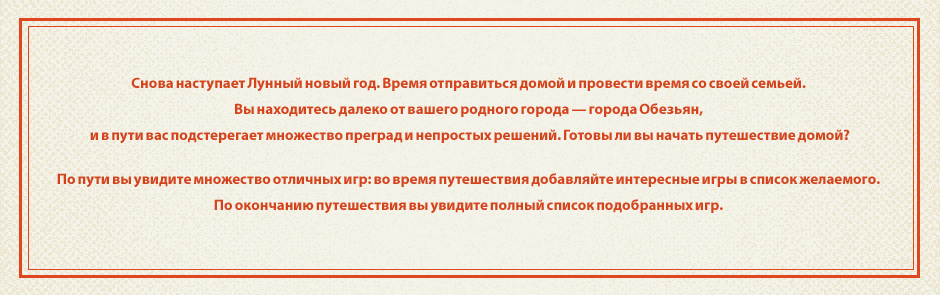 Снова наступает Лунный новый год. Время отправиться домой и провести время со своей семьей.
Вы находитесь далеко от вашего родного города — города Обезьян,
и в пути вас подстерегает множество преград и непростых решений. Готовы ли вы начать путешествие домой?
По пути вы увидите множество отличных игр: во время путешествия добавляйте интересные игры в список желаемого.
По окончанию путешествия вы увидите полный список подобранных игр.